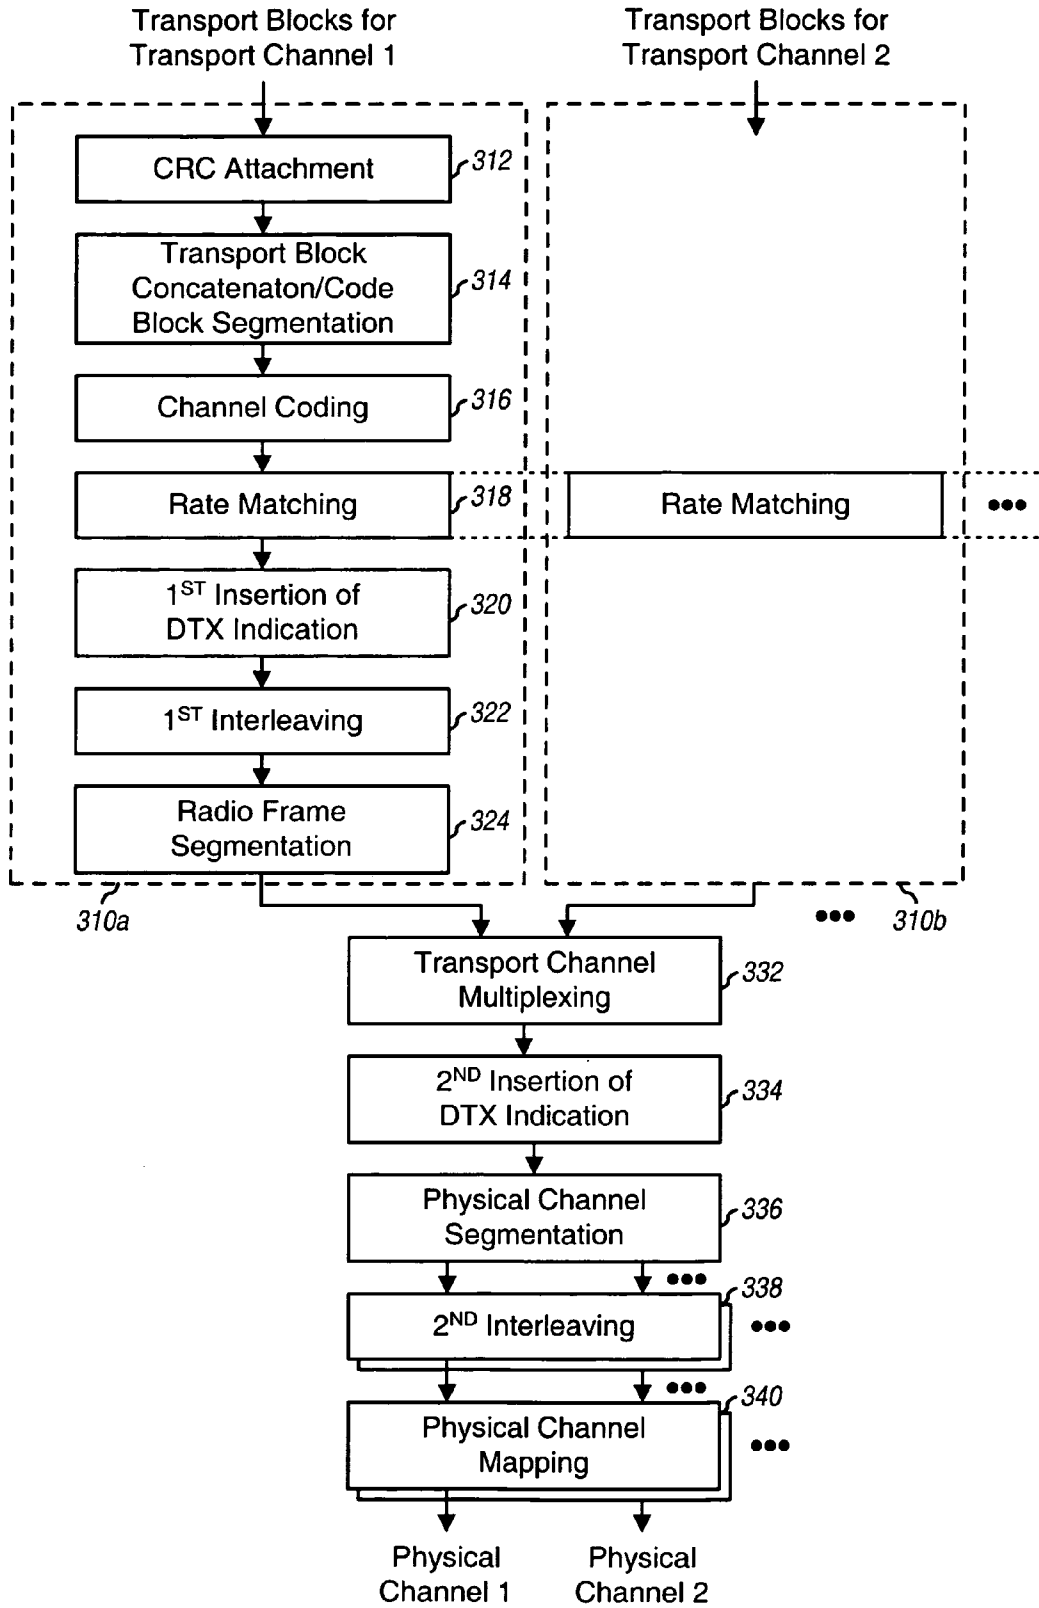 Transport Blocks for
Transport Channel 1
Transport Blocks for
Transport Channel 2
CRC Attachment
312
Transport Block
Concatenaton/Code
Block Segmentation
314
Channel Coding
316
Rate Matching
318
Rate Matching
•••
1ST Insertion of
DTX Indication
320
1ST Interleaving
322
Radio Frame
Segmentation
324
310a
•••
310b
Transport Channel
Multiplexing
332
2ND Insertion of
DTX Indication
334
Physical Channel
Segmentation
336
•••
338
2ND Interleaving
•••
•••
340
Physical Channel
Mapping
•••
Physical
Channel 1
Physical
Channel 2